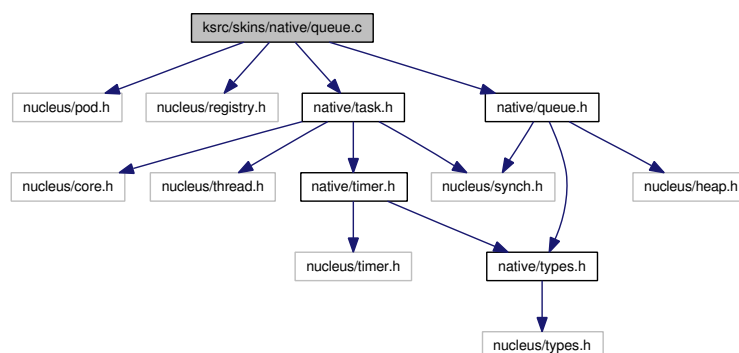 ksrc/skins/native/queue.c
nucleus/pod.h
nucleus/registry.h
native/task.h
native/queue.h
nucleus/core.h
nucleus/thread.h
native/timer.h
nucleus/synch.h
nucleus/heap.h
nucleus/timer.h
native/types.h
nucleus/types.h